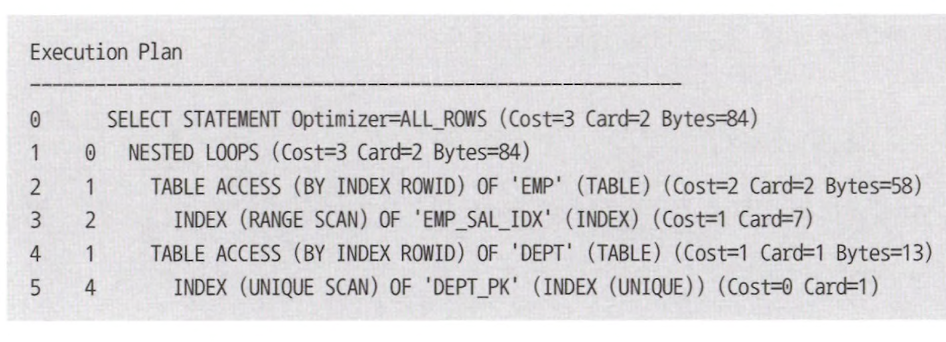 Execution Plan
------------------------------------------------------------
0 SELECT STATEMENT Optimizer=ALL_ROWS (Cost=3 Card=2 Bytes=84)
1 0 NESTED LOOPS (Cost=3 Card=2 Bytes=84)
2 1 TABLE ACCESS (BY INDEX ROWID) OF 'EMP' (TABLE) (Cost=2 Card=2 Bytes=58)
3 2 INDEX (RANGE SCAN) OF 'EMP_SAL_IDX' (INDEX) (Cost=1 Card=7)
4 1 TABLE ACCESS (BY INDEX ROWID) OF 'DEPT' (TABLE) (Cost=1 Card=1 Bytes=13)
5 4 INDEX (UNIQUE SCAN) OF 'DEPT_PK' (INDEX (UNIQUE)) (Cost=0 Card=1)